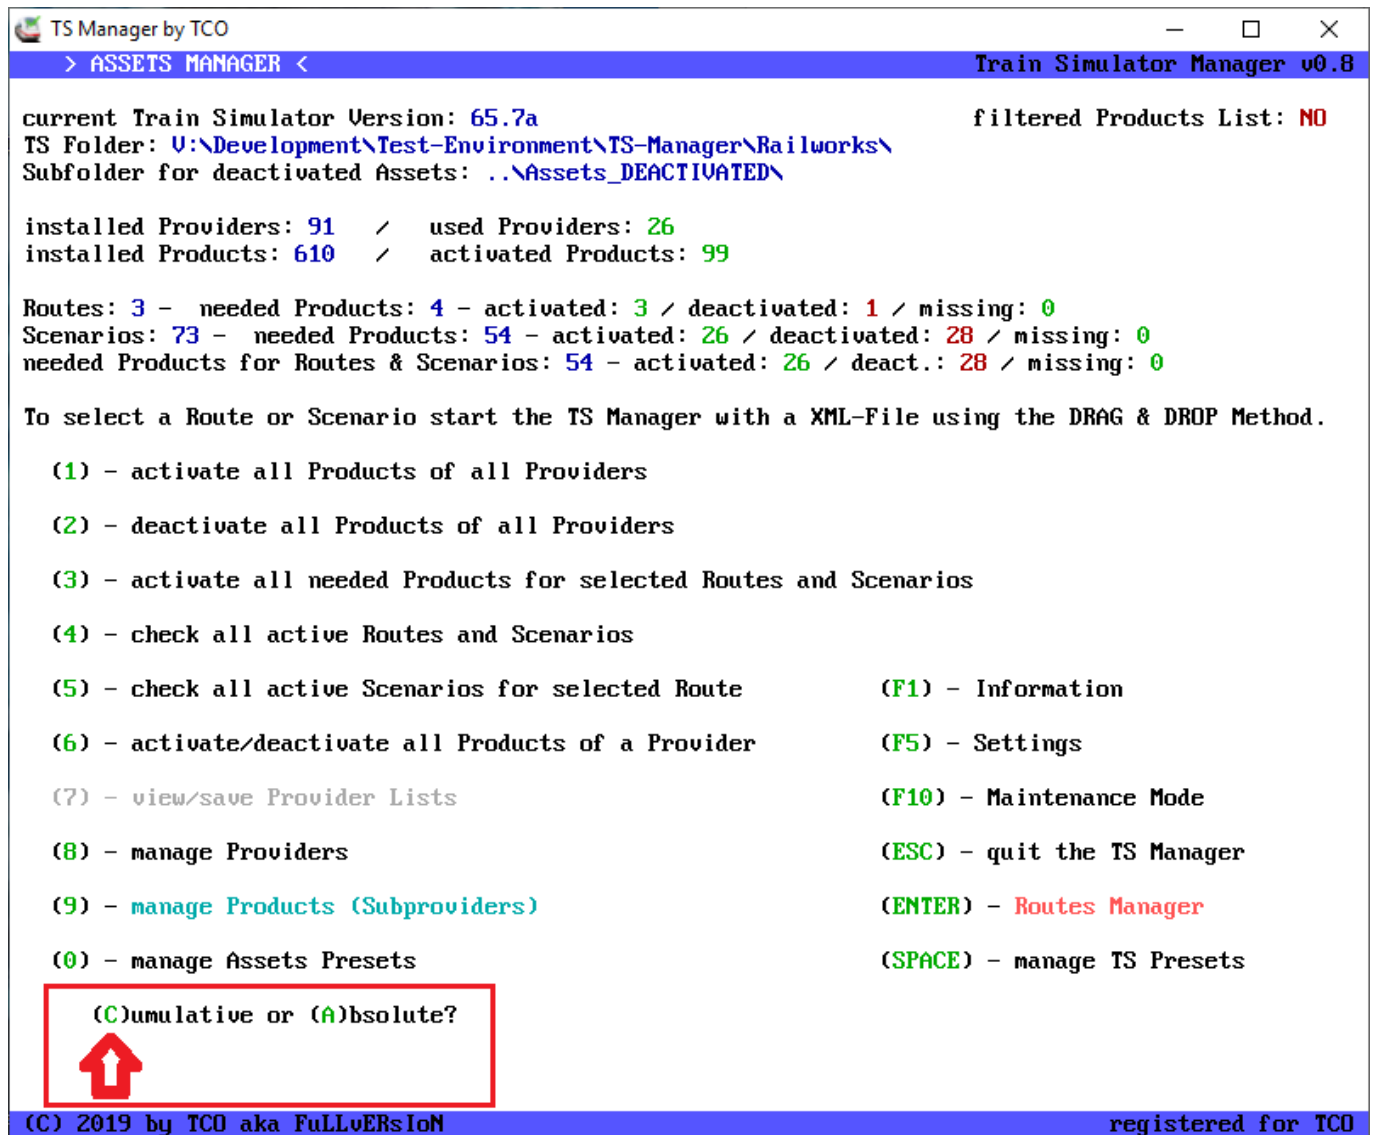 TS Manager by TCO
> ASSETS MANAGER < Train Simulator Manager v0.8
current Train Simulator Version: 65.7a filtered Products List: NO
TS Folder: V:\Development\Test-Environment\TS-Manager\Railworks\
Subfolder for deactivated Assets: ..\Assets_DEACTIVATED\
installed Providers: 91 / used Providers: 26
installed Products: 610 / activated Products: 99
Routes: 3 - needed Products: 4 - activated: 3 / deactivated: 1 / missing: 0
Scenarios: 73 - needed Products: 54 - activated: 26 / deactivated: 28 / missing: 0
needed Products for Routes & Scenarios: 54 - activated: 26 / deact.: 28 / missing: 0
To select a Route or Scenario start the TS Manager with a XML-File using the DRAG & DROP Method.
(1) - activate all Products of all Providers
(2) - deactivate all Products of all Providers
(3) - activate all needed Products for selected Routes and Scenarios
(4) - check all active Routes and Scenarios
(5) - check all active Scenarios for selected Route (F1) - Information
(6) - activate/deactivate all Products of a Provider (F5) - Settings
(7) - view/save Provider Lists (F10) - Maintenance Mode
(8) - manage Providers (ESC) - quit the TS Manager
(9) - manage Products (Subproviders) (ENTER) - Routes Manager
(0) - manage Assets Presets (SPACE) - manage TS Presets
(C)umulative or (A)bsolute?
(C) 2019 by TCO aka FuLLvERsIoN registered for TCO